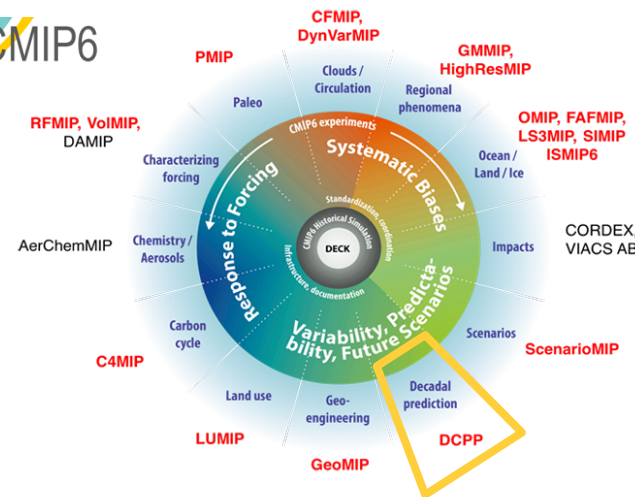 CMIP6
CFMIP,
DynVarMIP
PMIP
GMMIP,
HighResMIP
Clouds /
Circulation
Paleo
Regional
phenomena
RFMIP, VolMIP,
DAMIP
OMIP, FAFMIP,
LS3MIP, SIMIP
ISMIP6
CMIP6 experiments
Characterizing
forcing
Systematic Biases
Ocean /
Land / Ice
Response to Forcing
Standardization, coordination
CMIP6 Historical Simulation
DECK
Infrastructure, documentation
AerChemMIP
Chemistry /
Aerosols
Impacts
CORDEX,
VIACS AB
Variability, Predicta-
bility, Future Scenarios
Carbon
cycle
Scenarios
ScenarioMIP
C4MIP
Land use
Geo-
engineering
Decadal
prediction
LUMIP
DCPP
GeoMIP